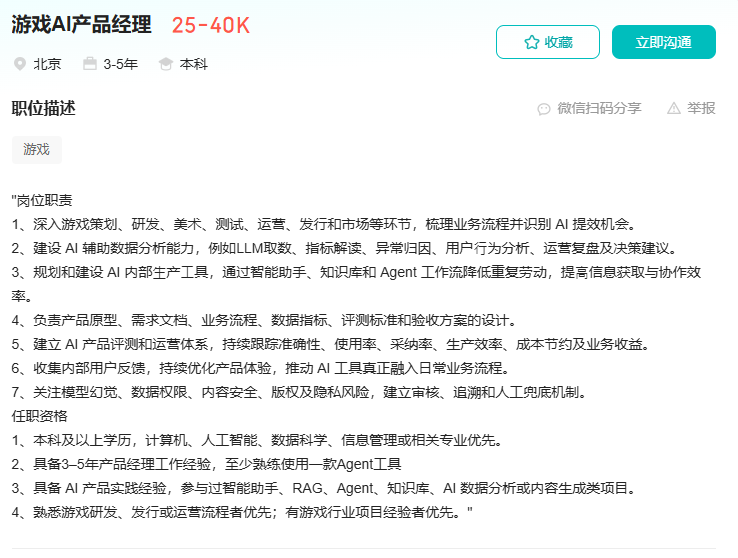 游戏AI产品经理 25-40K
收藏 立即沟通
北京 3-5年 本科
职位描述
微信扫码分享 举报
游戏
"岗位职责
1、深入游戏策划、研发、美术、测试、运营、发行和市场等环节，梳理业务流程并识别 AI 提效机会。
2、建设 AI 辅助数据分析能力，例如LLM取数、指标解读、异常归因、用户行为分析、运营复盘及决策建议。
3、规划和建设 AI 内部生产工具，通过智能助手、知识库和 Agent 工作流降低重复劳动，提高信息获取与协作效
率。
4、负责产品原型、需求文档、业务流程、数据指标、评测标准和验收方案的设计。
5、建立 AI 产品评测和运营体系，持续跟踪准确性、使用率、采纳率、生产效率、成本节约及业务收益。
6、收集内部用户反馈，持续优化产品体验，推动 AI 工具真正融入日常业务流程。
7、关注模型幻觉、数据权限、内容安全、版权及隐私风险，建立审核、追溯和人工兜底机制。
任职资格
1、本科及以上学历，计算机、人工智能、数据科学、信息管理或相关专业优先。
2、具备3–5年产品经理工作经验，至少熟练使用一款Agent工具
3、具备 AI 产品实践经验，参与过智能助手、RAG、Agent、知识库、AI 数据分析或内容生成类项目。
4、熟悉游戏研发、发行或运营流程者优先；有游戏行业项目经验者优先。"